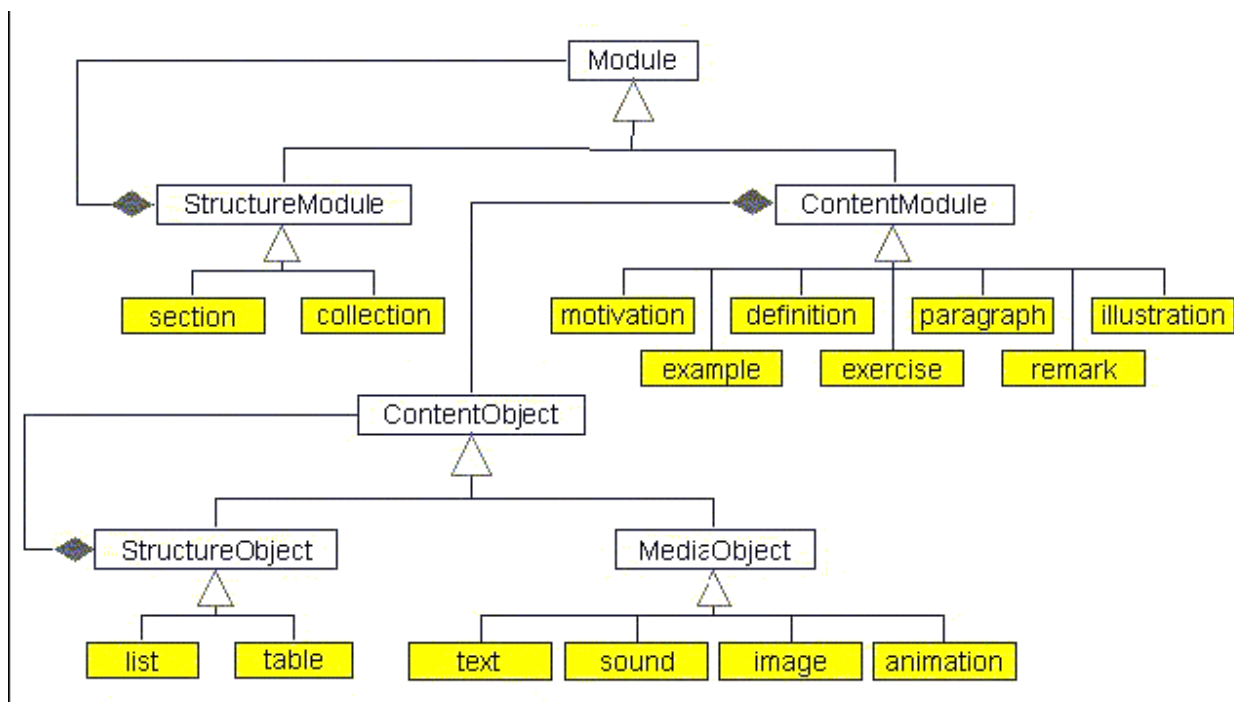 Module
StructureModule
ContentModule
section
collection
motivation
definition
paragraph
illustration
example
exercise
remark
ContentObject
StructureObject
MediaObject
list
table
text
sound
image
animation